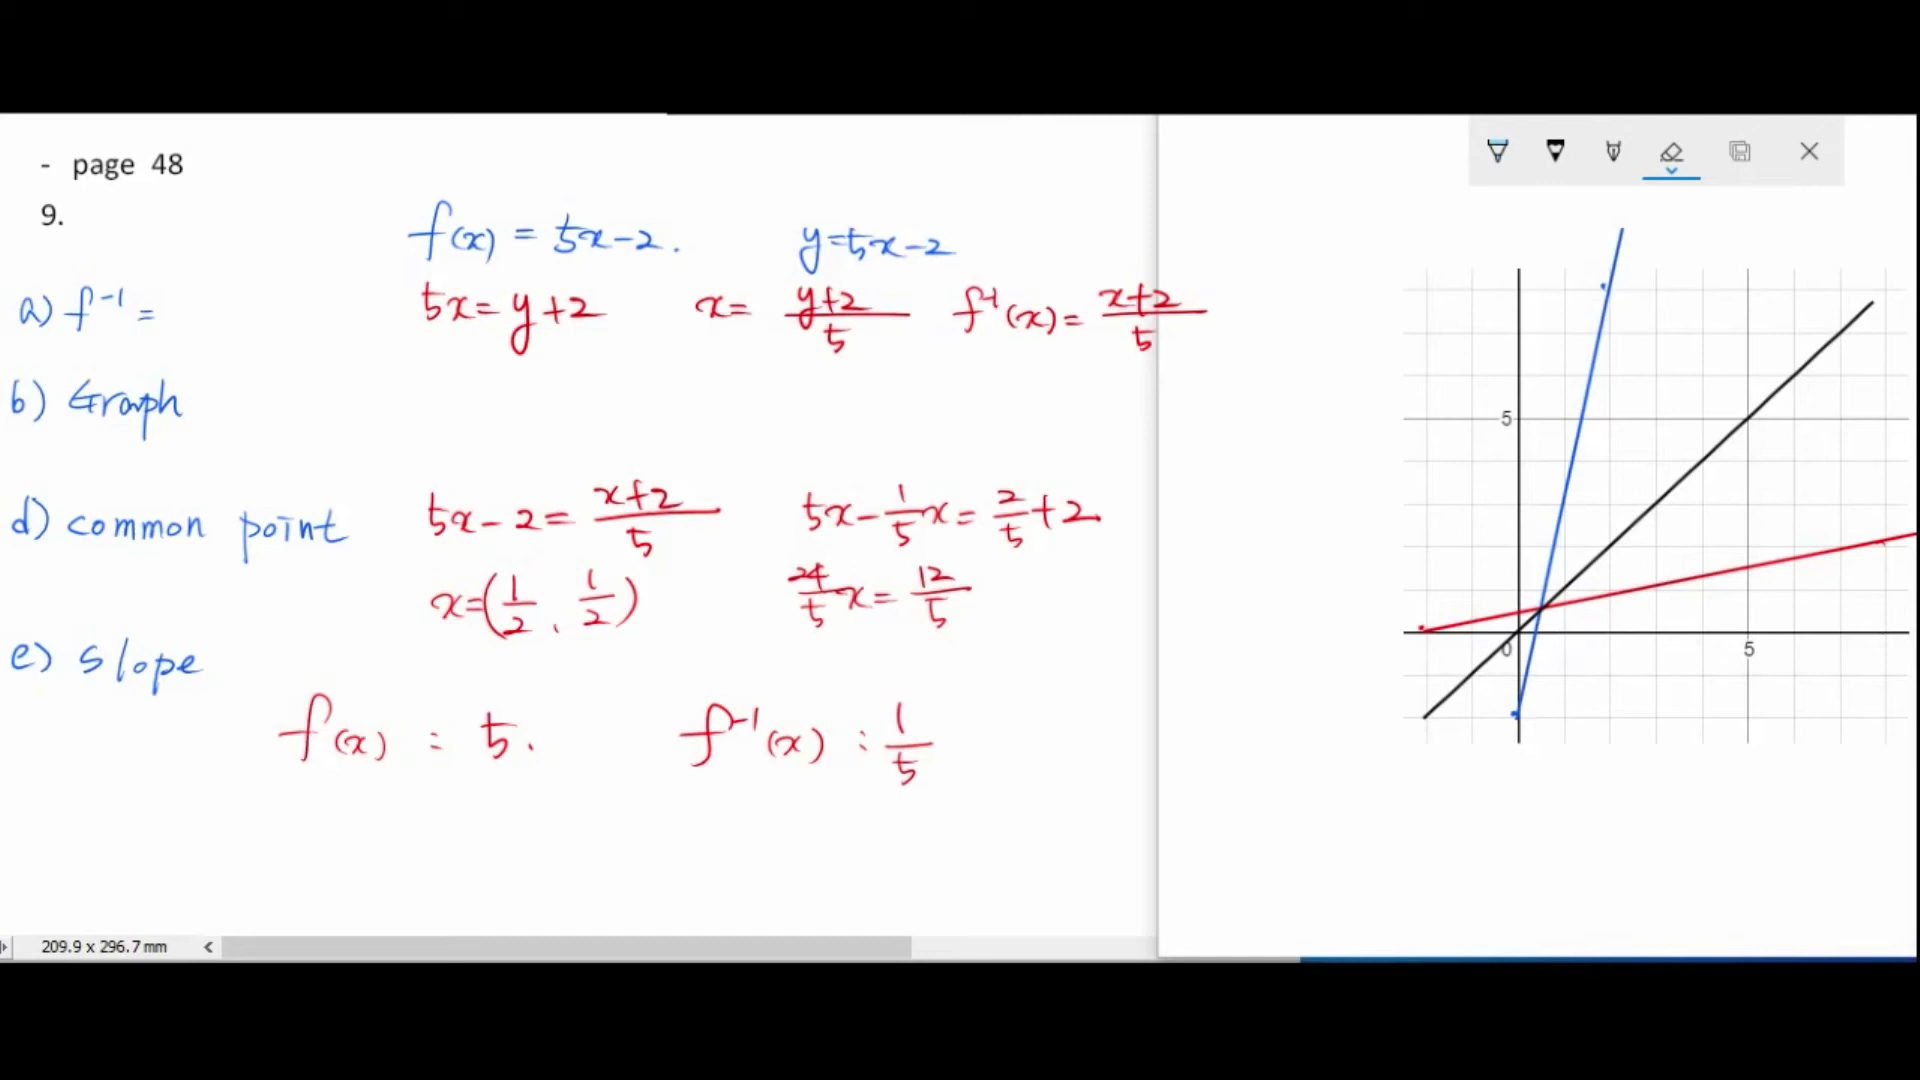 - page 48
9.
f(x) = 5x-2. y=5x-2
a) f⁻¹ = 5x= y+2 x= (y+2)/5 f⁻¹(x)= (x+2)/5
b) Graph
d) common point 5x-2= (x+2)/5 5x-1/5x= 2/5+2
x=(1/2, 1/2) 24/5x= 12/5
e) slope
f(x) : 5. f⁻¹(x) : 1/5
5
0 5
209.9 x 296.7 mm